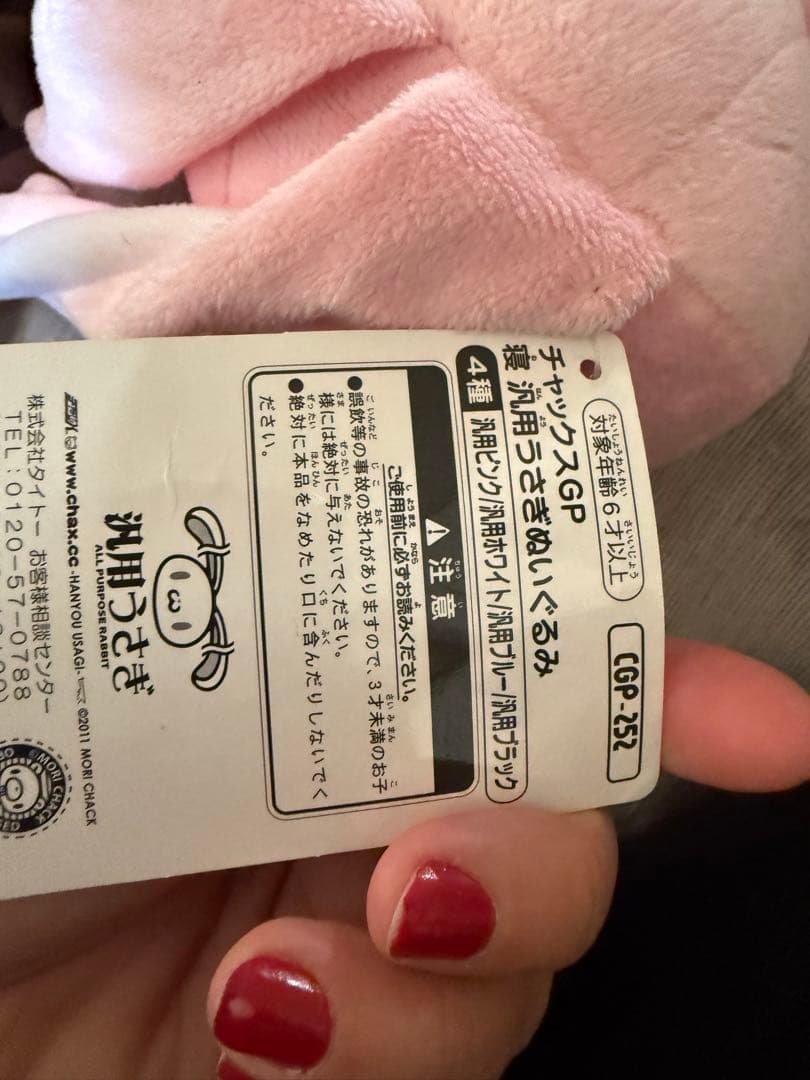 対象年齢6才以上
CGP-252
チャックスGP
寝 汎用うさぎぬいぐるみ
4種 汎用ピンク/汎用ホワイト/汎用ブルー/汎用ブラック
⚠ 注意
ご使用前に必ずお読みください。
●誤飲等の事故の恐れがありますので、3才未満のお子
様には絶対に与えないでください。
●絶対に本品をなめたり口に含んだりしないでく
ださい。
汎用うさぎ
ALL PURPOSE RABBIT
www.chax.cc -HANYOU USAGI- ©2011 MORI CHACK
株式会社タイトー お客様相談センター
TEL:0120-57-0788
MORI CHACK